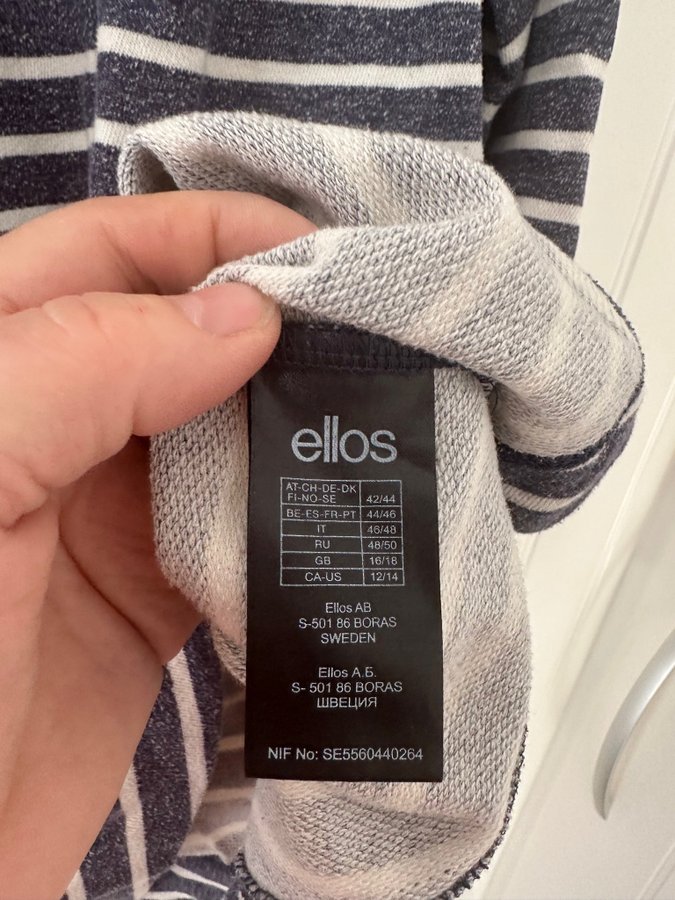 ellos
AT-CH-DE-DK
FI-NO-SE 42/44
BE-ES-FR-PT 44/46
IT 46/48
RU 48/50
GB 16/18
CA-US 12/14
Ellos AB
S-501 86 BORAS
SWEDEN
Ellos А.Б.
S- 501 86 BORAS
ШВЕЦИЯ
NIF No: SE5560440264